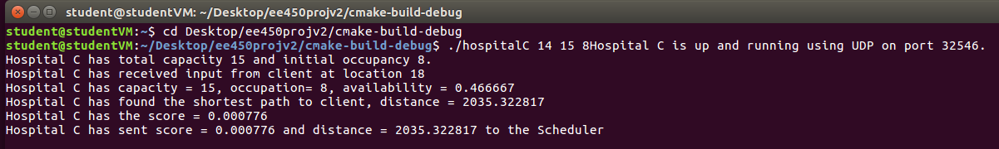 student@studentVM: ~/Desktop/ee450projv2/cmake-build-debug
student@studentVM:~$ cd Desktop/ee450projv2/cmake-build-debug
student@studentVM:~/Desktop/ee450projv2/cmake-build-debug$ ./hospitalC 14 15 8Hospital C is up and running using UDP on port 32546.
Hospital C has total capacity 15 and initial occupancy 8.
Hospital C has received input from client at location 18
Hospital C has capacity = 15, occupation= 8, availability = 0.466667
Hospital C has found the shortest path to client, distance = 2035.322817
Hospital C has the score = 0.000776
Hospital C has sent score = 0.000776 and distance = 2035.322817 to the Scheduler